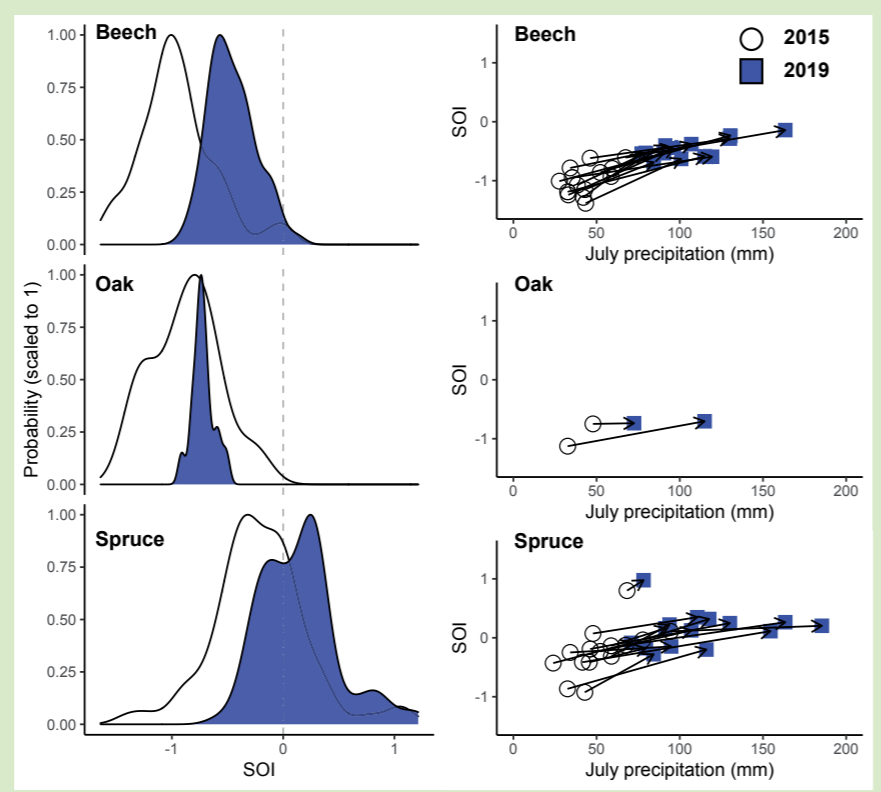 Probability (scaled to 1)
Beech
1.00
0.75
0.50
0.25
0.00
Oak
1.00
0.75
0.50
0.25
0.00
Spruce
1.00
0.75
0.50
0.25
0.00
-1 0 1
SOI
Beech
2015
2019
SOI
1
0
-1
0 50 100 150 200
July precipitation (mm)
Oak
SOI
1
0
-1
0 50 100 150 200
July precipitation (mm)
Spruce
SOI
1
0
-1
0 50 100 150 200
July precipitation (mm)